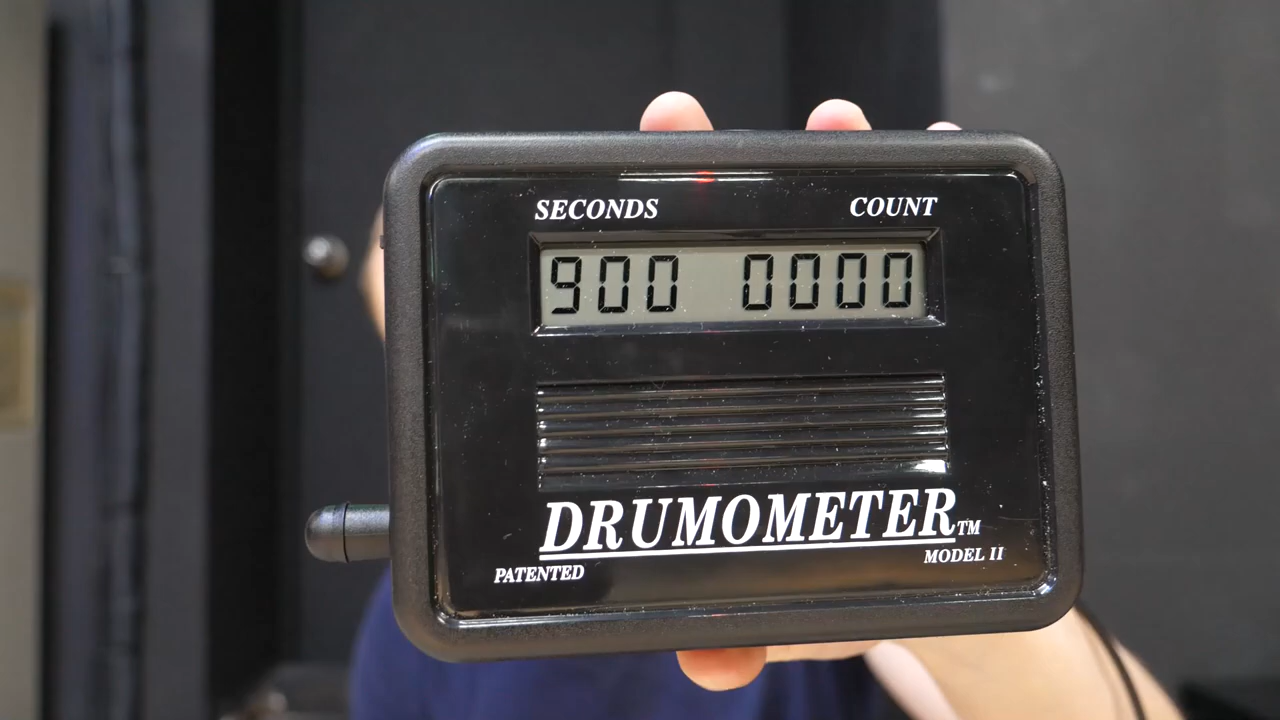 SECONDS COUNT
900 0000
DRUMOMETER™
MODEL II
PATENTED